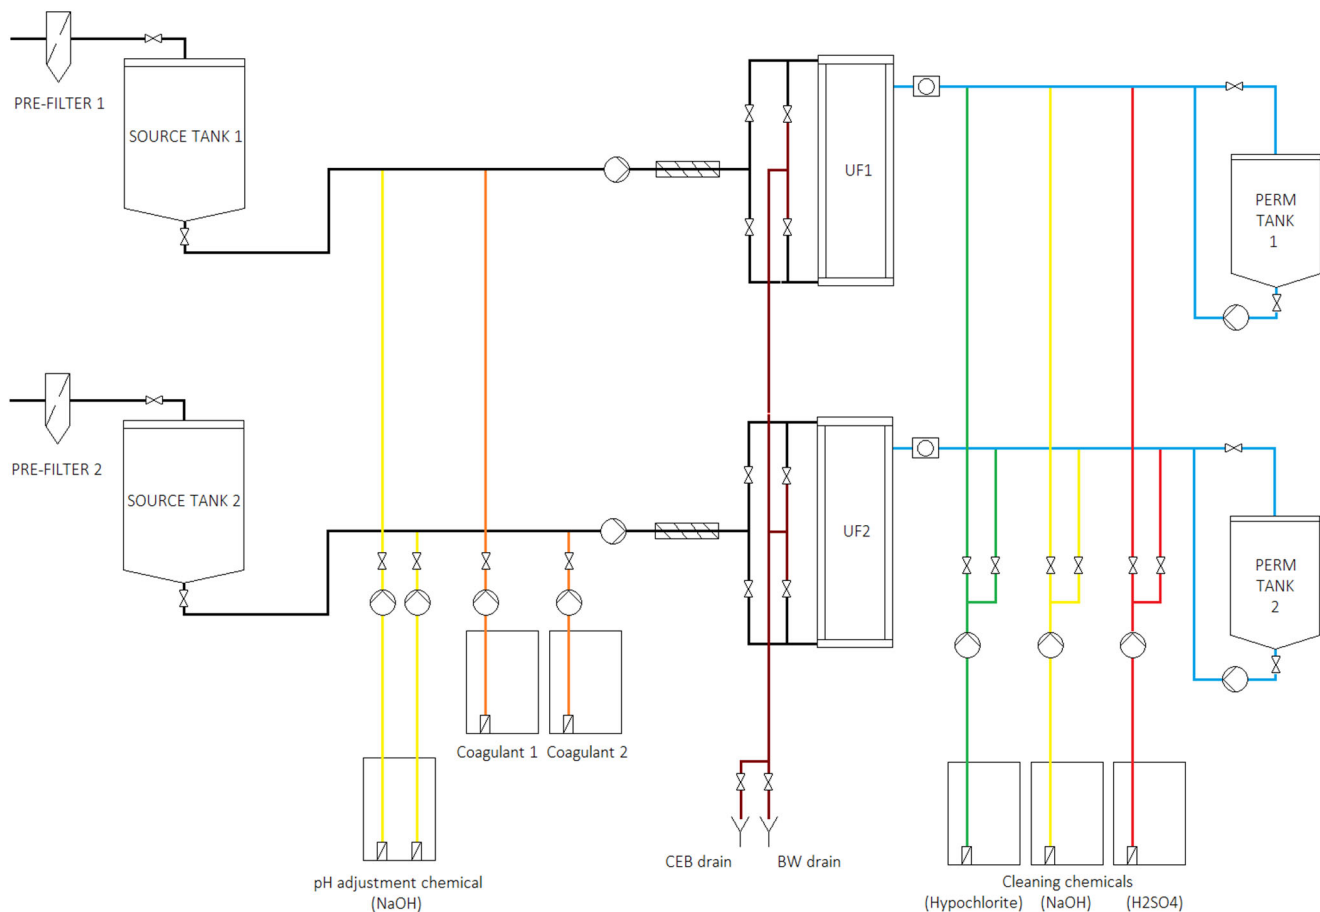 PRE-FILTER 1
SOURCE TANK 1
UF1
PERM
TANK
1
PRE-FILTER 2
SOURCE TANK 2
UF2
PERM
TANK
2
Coagulant 1
Coagulant 2
CEB drain
BW drain
pH adjustment chemical
(NaOH)
Cleaning chemicals
(Hypochlorite)
(NaOH)
(H2SO4)